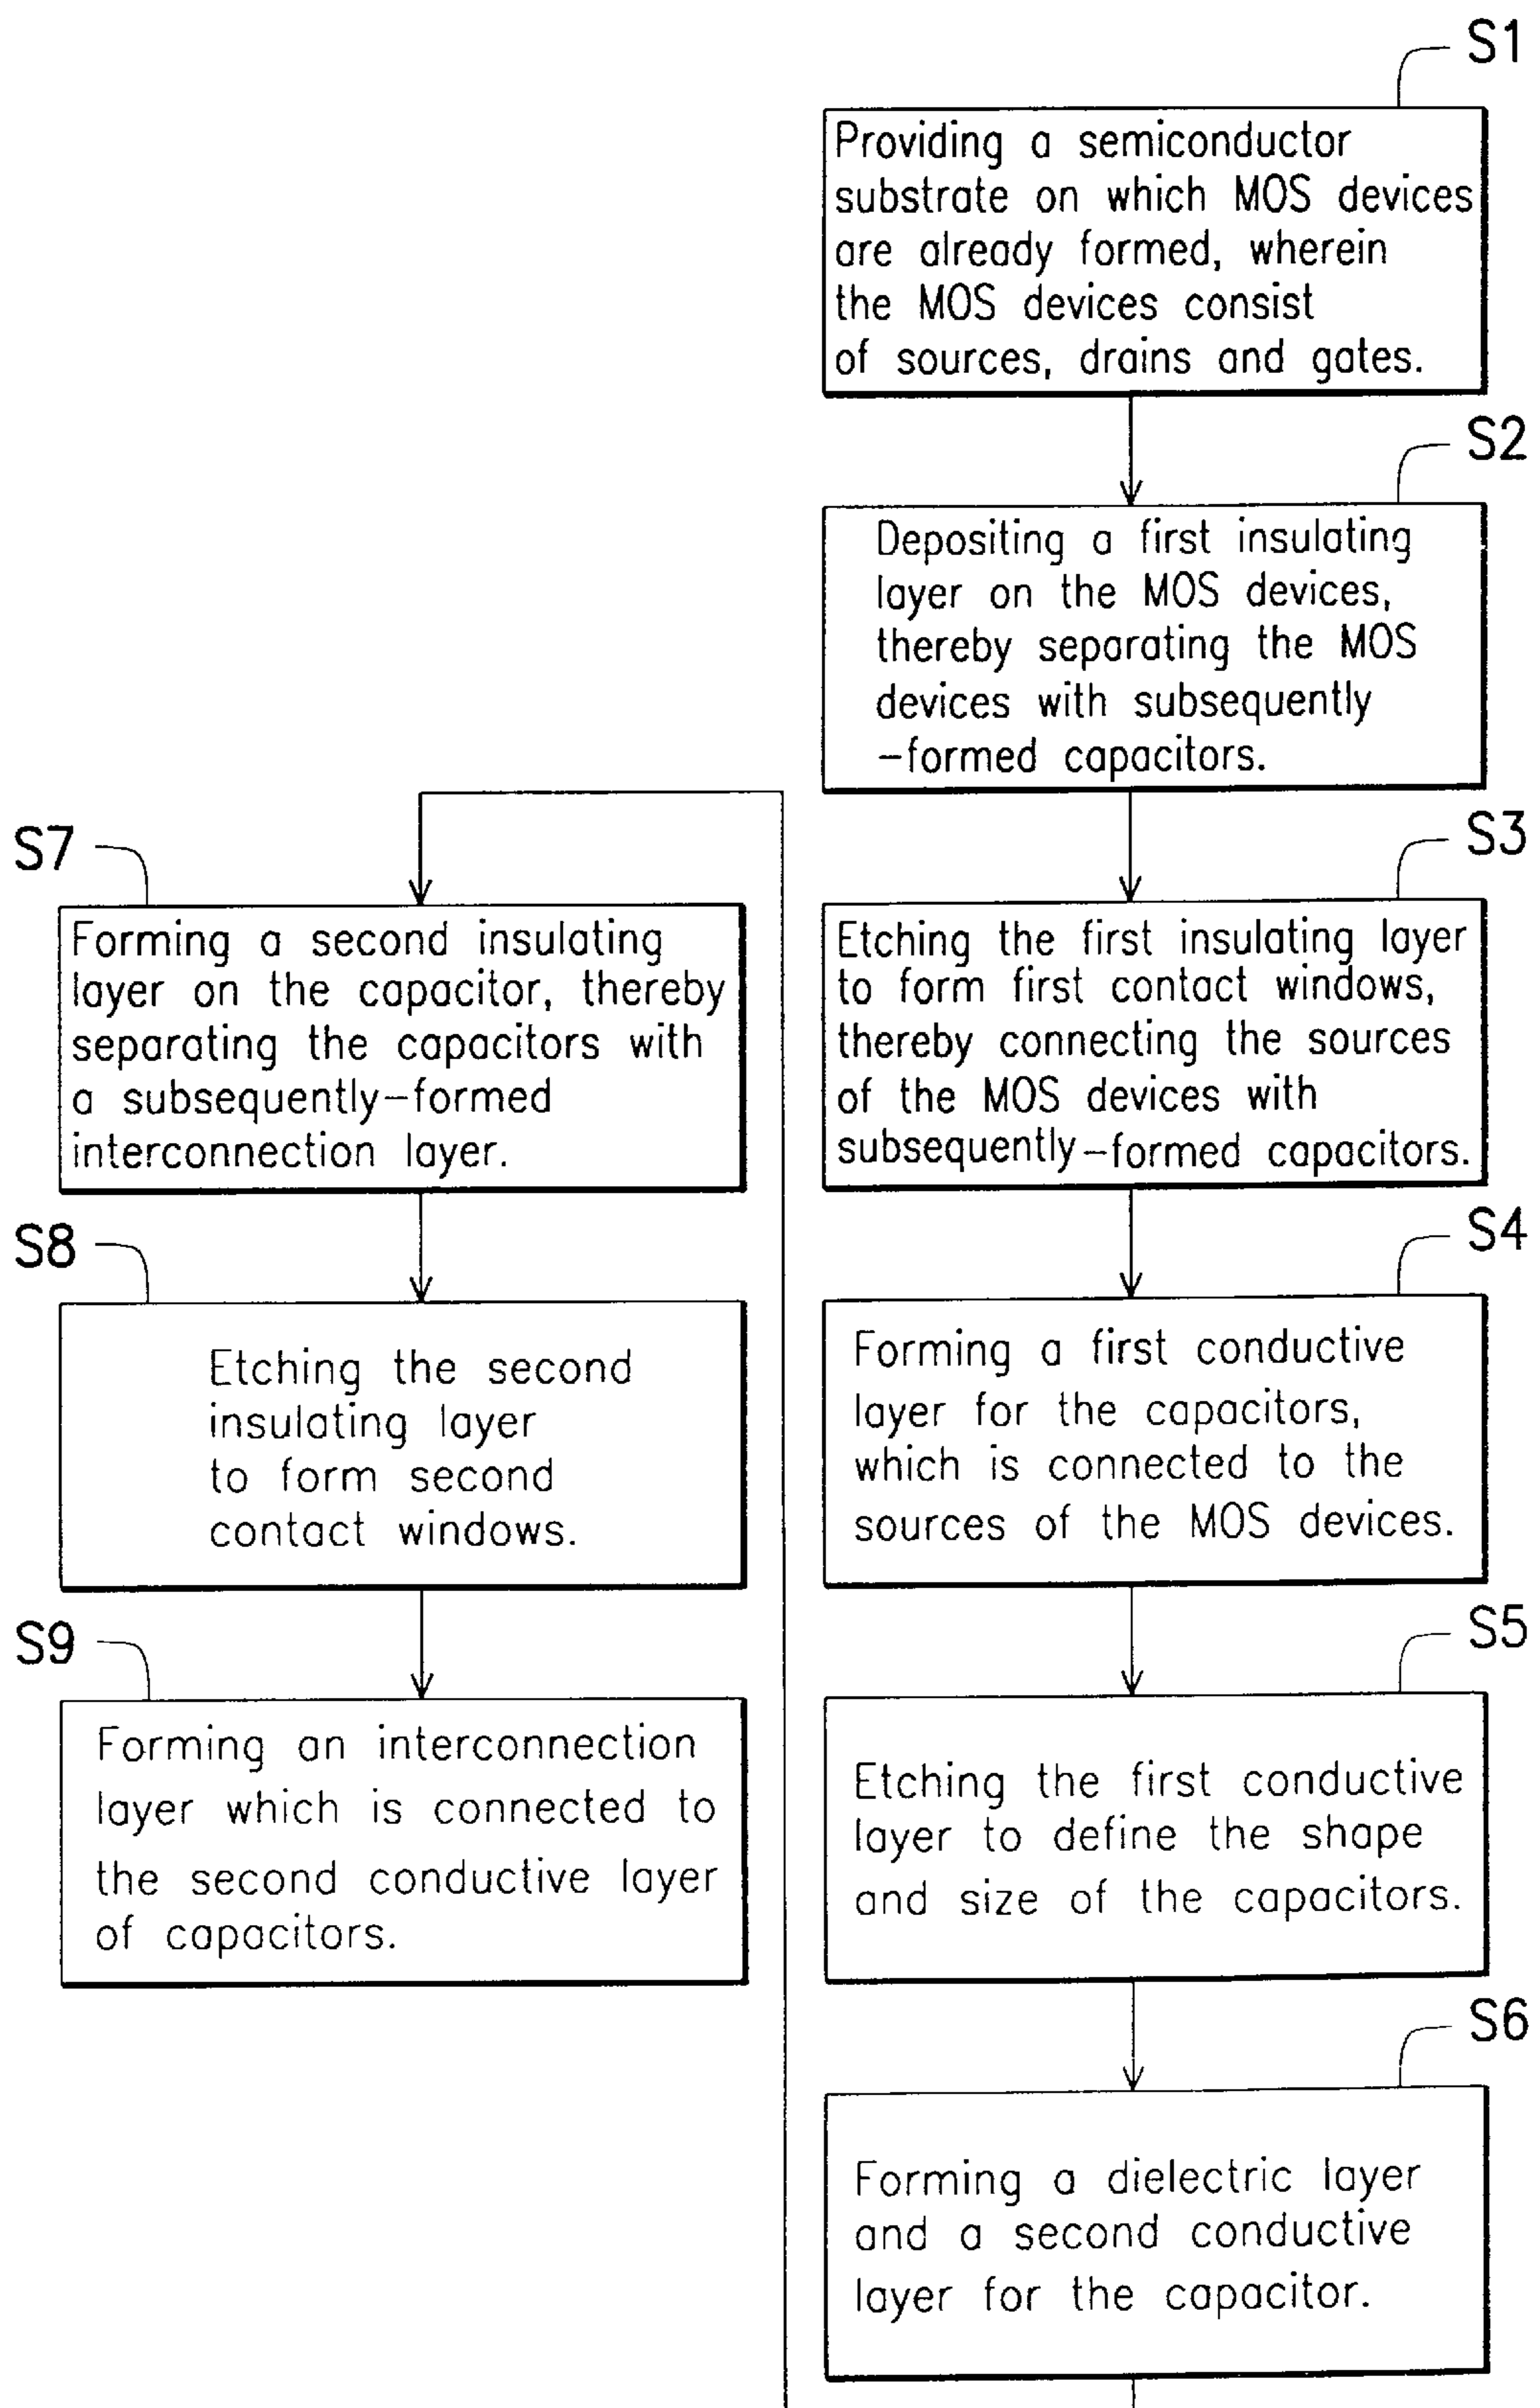 S1
Providing a semiconductor
substrate on which MOS devices
are already formed, wherein
the MOS devices consist
of sources, drains and gates.
S2
Depositing a first insulating
layer on the MOS devices,
thereby separating the MOS
devices with subsequently
-formed capacitors.
S3
Etching the first insulating layer
to form first contact windows,
thereby connecting the sources
of the MOS devices with
subsequently-formed capacitors.
S4
Forming a first conductive
layer for the capacitors,
which is connected to the
sources of the MOS devices.
S5
Etching the first conductive
layer to define the shape
and size of the capacitors.
S6
Forming a dielectric layer
and a second conductive
layer for the capacitor.
S7
Forming a second insulating
layer on the capacitor, thereby
separating the capacitors with
a subsequently-formed
interconnection layer.
S8
Etching the second
insulating layer
to form second
contact windows.
S9
Forming an interconnection
layer which is connected to
the second conductive layer
of capacitors.